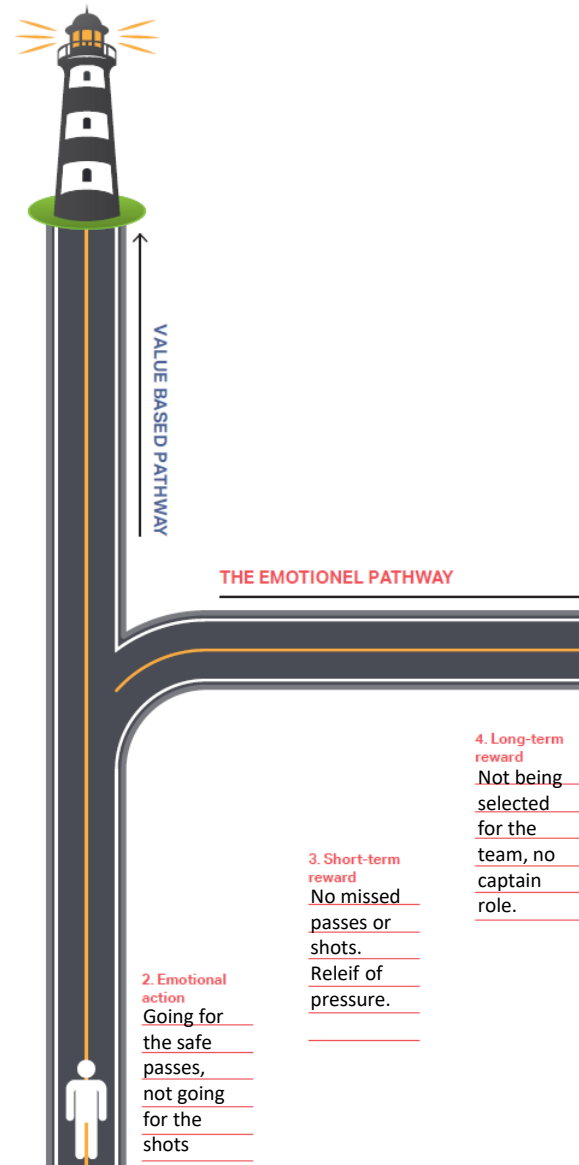 VALUE BASED PATHWAY
THE EMOTIONEL PATHWAY
4. Long-term
reward
Not being
selected
for the
team, no
captain
role.
3. Short-term
reward
No missed
passes or
shots.
Releif of
pressure.
2. Emotional
action
Going for
the safe
passes,
not going
for the
shots